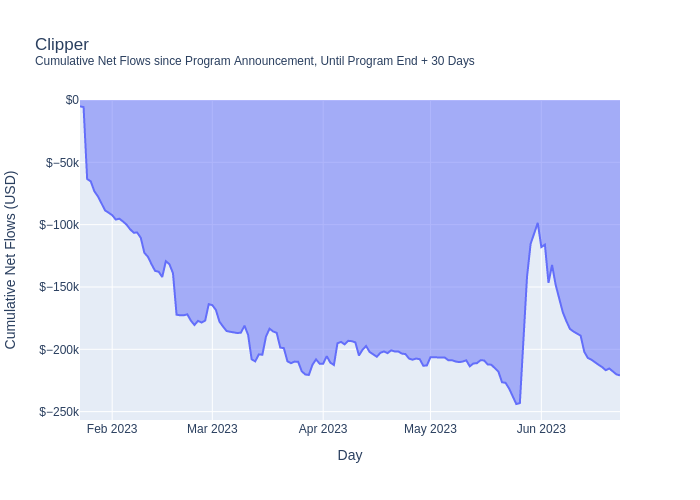 Clipper
Cumulative Net Flows since Program Announcement, Until Program End + 30 Days
Cumulative Net Flows (USD)
$0
$−50k
$−100k
$−150k
$−200k
$−250k
Feb 2023
Mar 2023
Apr 2023
May 2023
Jun 2023
Day